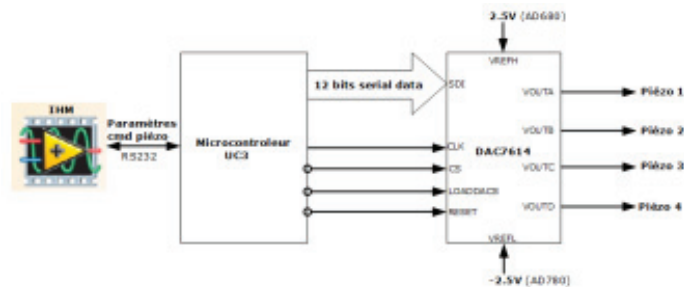 2.5V (AD680)
VREFH
12 bits serial data
SDI
VOUTA
Piézo 1
IHM
Paramètres
cmd piézo
RS232
Microcontroleur
UC3
VOUTB
Piézo 2
CLK
DAC7614
CS
VOUTC
Piézo 3
LOADDACS
VOUTD
Piézo 4
RESET
VREFL
-2.5V (AD780)